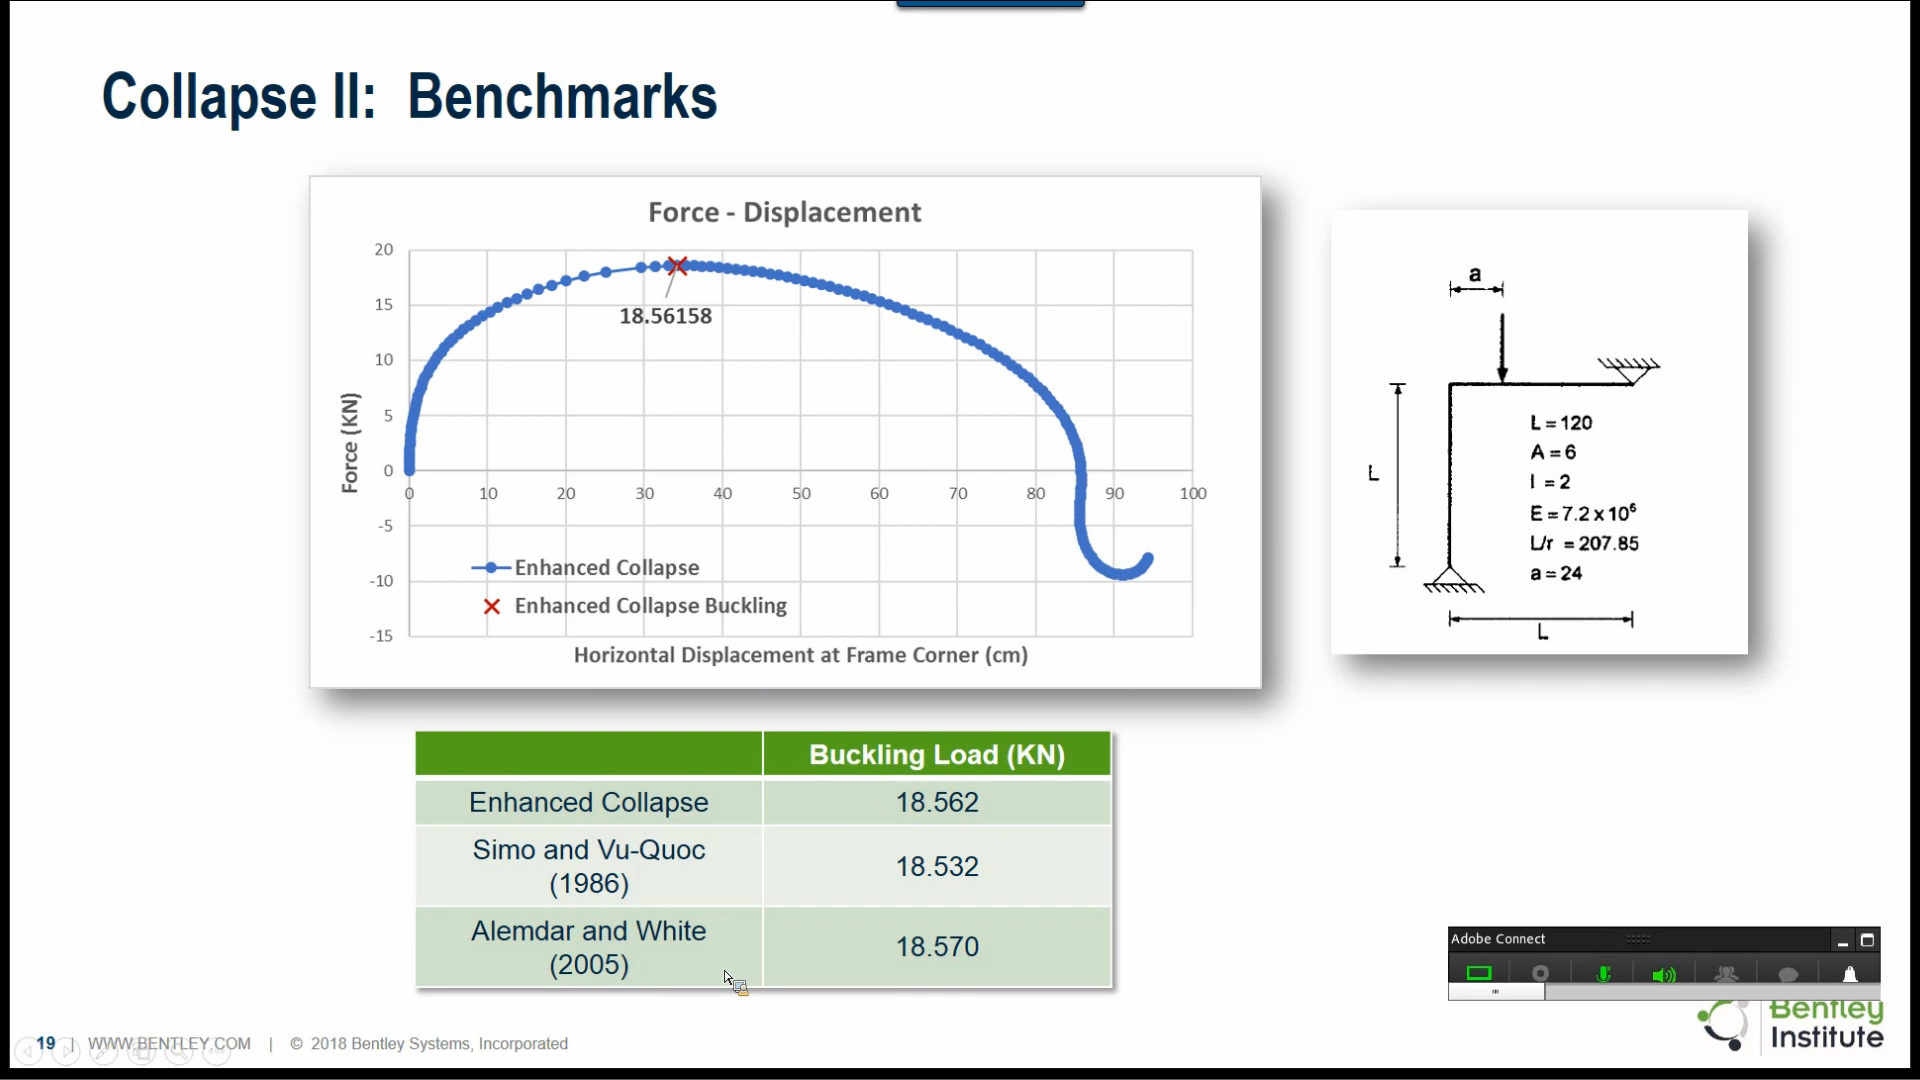 Collapse II: Benchmarks
Force - Displacement
20
15
10
5
0
-5
-10
-15
Force (KN)
18.56158
0 10 20 30 40 50 60 70 80 90 100
Enhanced Collapse
Enhanced Collapse Buckling
Horizontal Displacement at Frame Corner (cm)
a
L
L = 120
A = 6
I = 2
E = 7.2 x 10⁶
L/r = 207.85
a = 24
L
Buckling Load (KN)
Enhanced Collapse 18.562
Simo and Vu-Quoc
(1986)
18.532
Alemdar and White
(2005)
18.570
Adobe Connect
Bentley
Institute
19 | WWW.BENTLEY.COM | © 2018 Bentley Systems, Incorporated